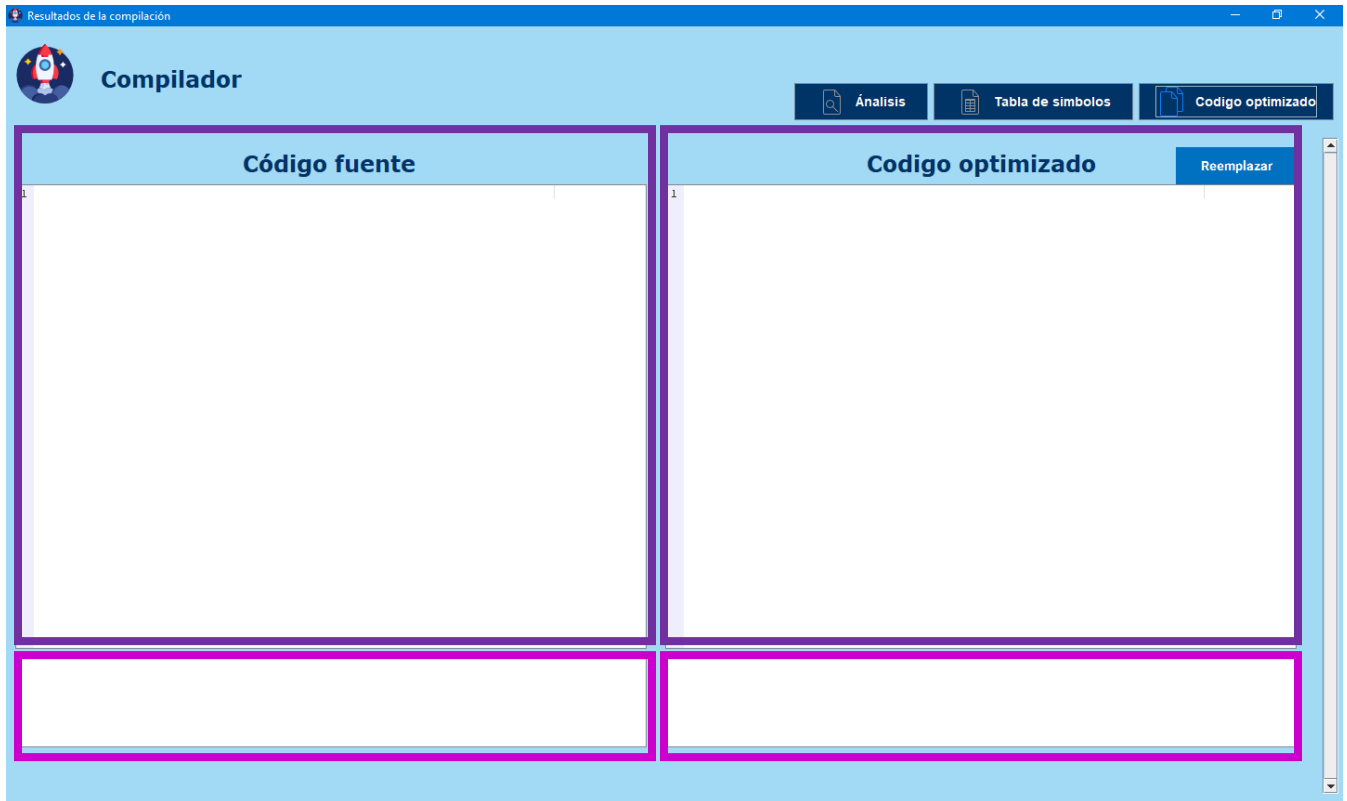 Resultados de la compilación
Compilador
Ánalisis
Tabla de simbolos
Codigo optimizado
Código fuente
Codigo optimizado
Reemplazar
1
1